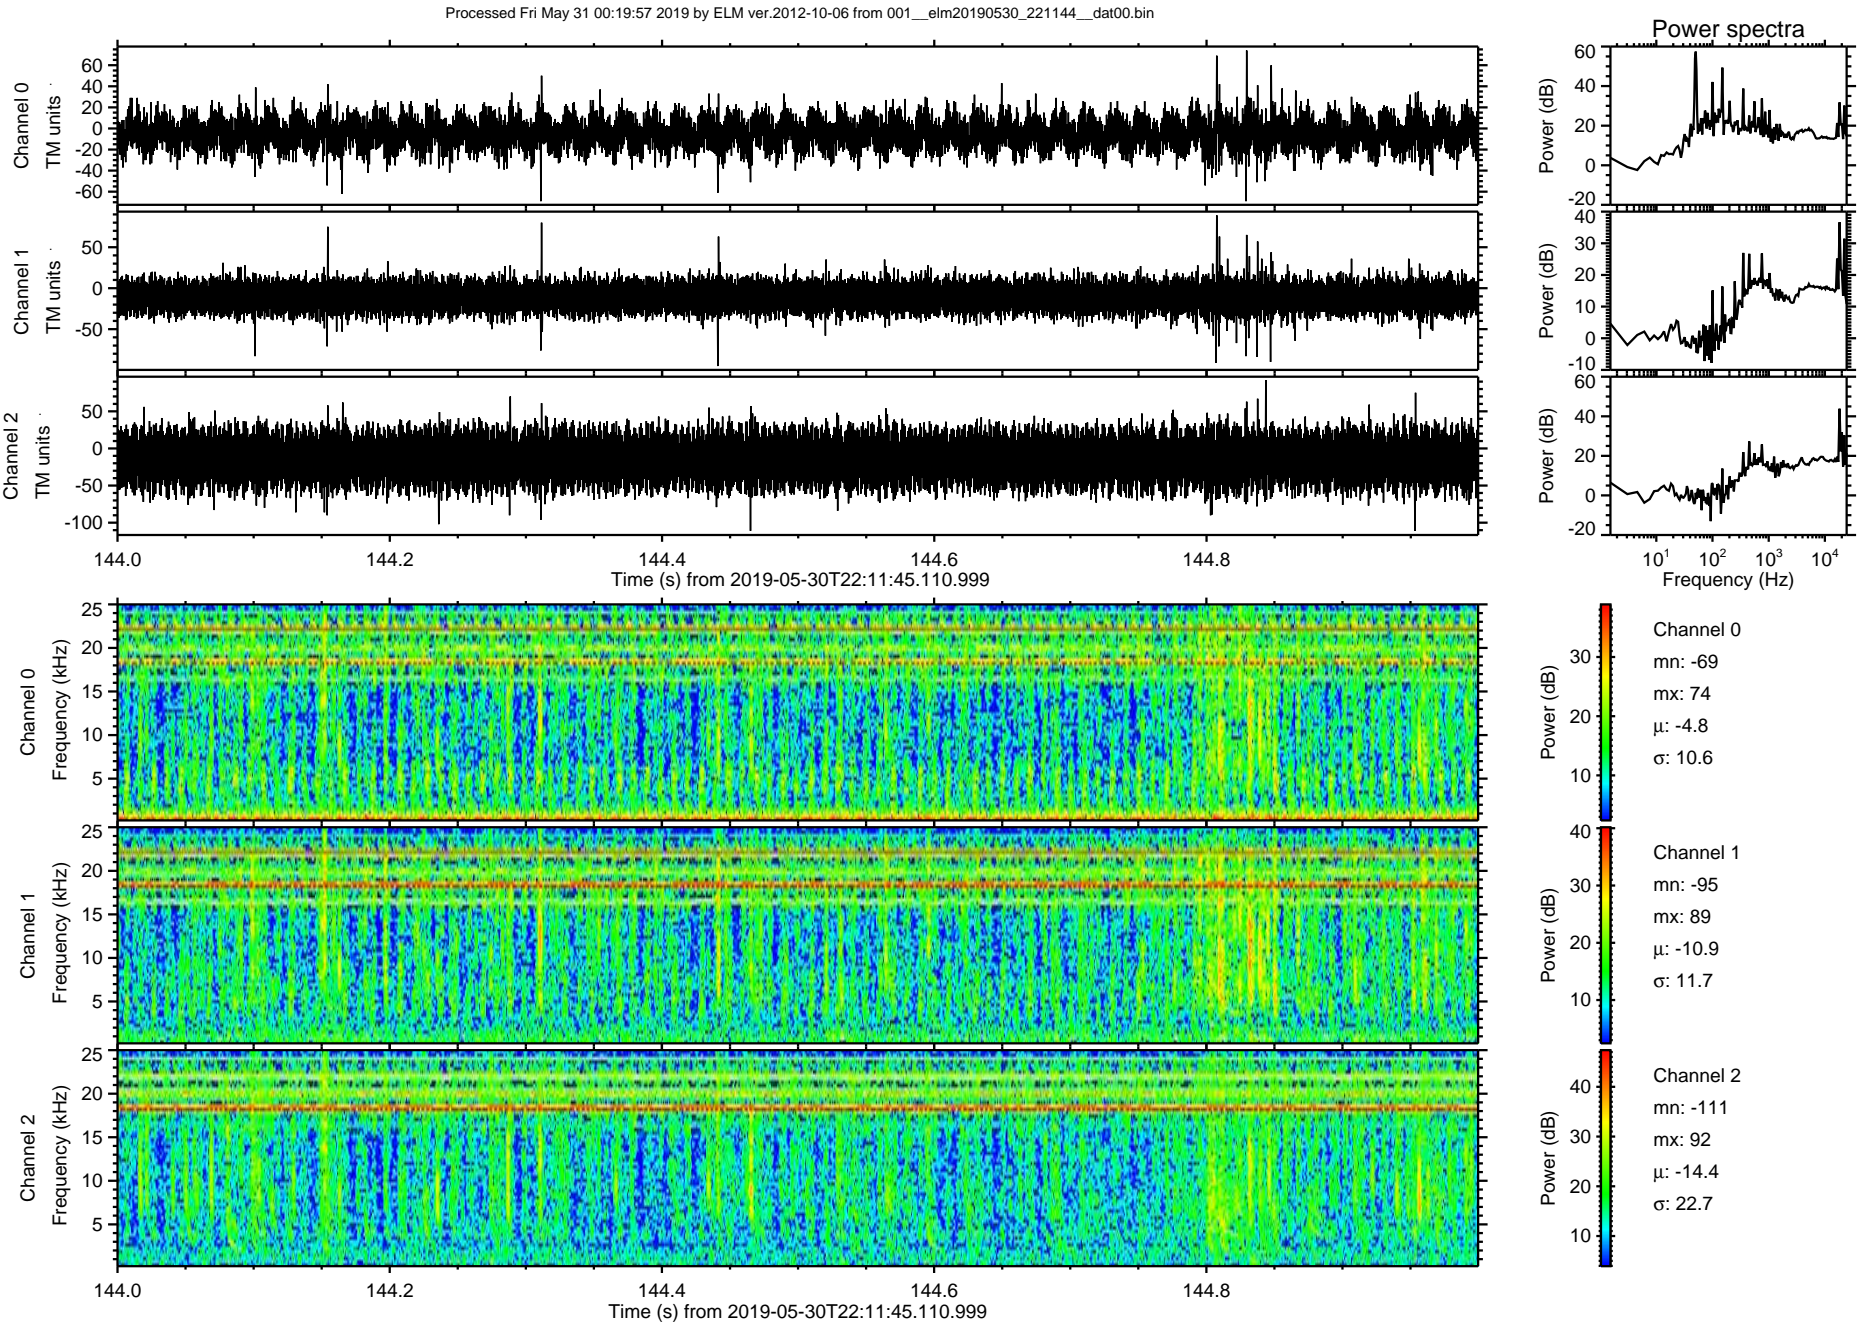 Processed Fri May 31 00:19:57 2019 by ELM ver.2012-10-06 from 001__elm20190530_221144__dat00.bin
Power spectra
Channel 0
TM units
60
40
20
0
-20
-40
-60
Power (dB)
60
40
20
0
-20
Channel 1
TM units
50
0
-50
Power (dB)
40
30
20
10
0
-10
Channel 2
TM units
50
0
-50
-100
Power (dB)
60
40
20
0
-20
144.0 144.2 144.4 144.6 144.8
Time (s) from 2019-05-30T22:11:45.110.999
10¹ 10² 10³ 10⁴
Frequency (Hz)
Channel 0
Frequency (kHz)
25
20
15
10
5
Power (dB)
30
20
10
Channel 0
mn: -69
mx: 74
μ: -4.8
σ: 10.6
Channel 1
Frequency (kHz)
25
20
15
10
5
Power (dB)
40
30
20
10
Channel 1
mn: -95
mx: 89
μ: -10.9
σ: 11.7
Channel 2
Frequency (kHz)
25
20
15
10
5
Power (dB)
40
30
20
10
Channel 2
mn: -111
mx: 92
μ: -14.4
σ: 22.7
144.0 144.2 144.4 144.6 144.8
Time (s) from 2019-05-30T22:11:45.110.999